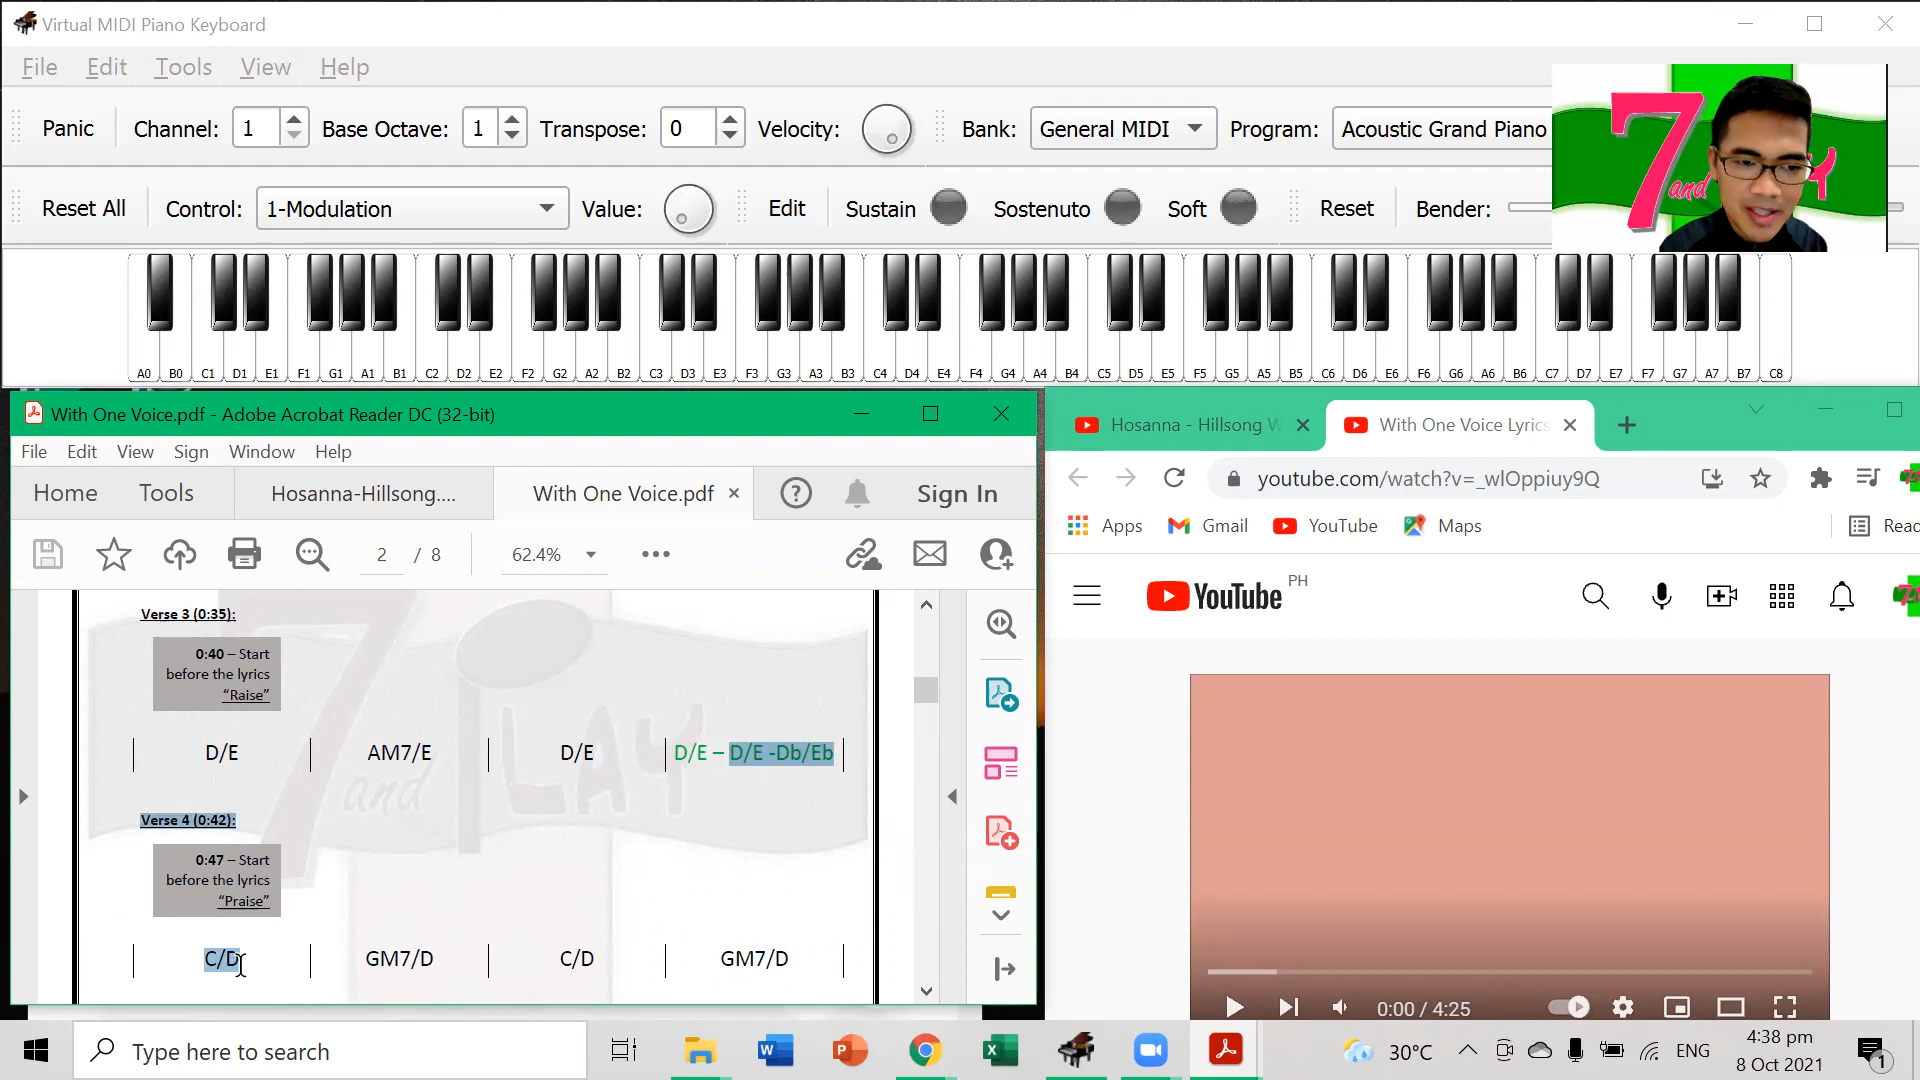 Virtual MIDI Piano Keyboard
File Edit Tools View Help
Panic Channel: 1 Base Octave: 1 Transpose: 0 Velocity: Bank: General MIDI Program: Acoustic Grand Piano
Reset All Control: 1-Modulation Value: Edit Sustain Sostenuto Soft Reset Bender:
7 and
A0 B0 C1 D1 E1 F1 G1 A1 B1 C2 D2 E2 F2 G2 A2 B2 C3 D3 E3 F3 G3 A3 B3 C4 D4 E4 F4 G4 A4 B4 C5 D5 E5 F5 G5 A5 B5 C6 D6 E6 F6 G6 A6 B6 C7 D7 E7 F7 G7 A7 B7 C8
With One Voice.pdf - Adobe Acrobat Reader DC (32-bit)
File Edit View Sign Window Help
Home Tools Hosanna-Hillsong.... With One Voice.pdf Sign In
2 / 8 62.4%
Verse 3 (0:35):
0:40 – Start
before the lyrics
“Raise”
D/E AM7/E D/E D/E – D/E -Db/Eb
Verse 4 (0:42):
0:47 – Start
before the lyrics
“Praise”
C/D GM7/D C/D GM7/D
7 and PLAY
Hosanna - Hillsong W With One Voice Lyrics
youtube.com/watch?v=_wlOppiuy9Q
Apps Gmail YouTube Maps Read
YouTube PH
0:00 / 4:25
Type here to search
30°C ENG
4:38 pm
8 Oct 2021
1